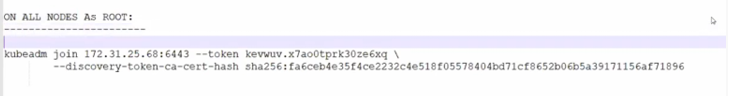 ON ALL NODES As ROOT:
----------------------
kubeadm join 172.31.25.68:6443 --token kevwuv.x7ao0tprk30ze6xq \
--discovery-token-ca-cert-hash sha256:fa6ceb4e35f4ce2232c4e518f05578404bd71cf8652b06b5a39171156af71896